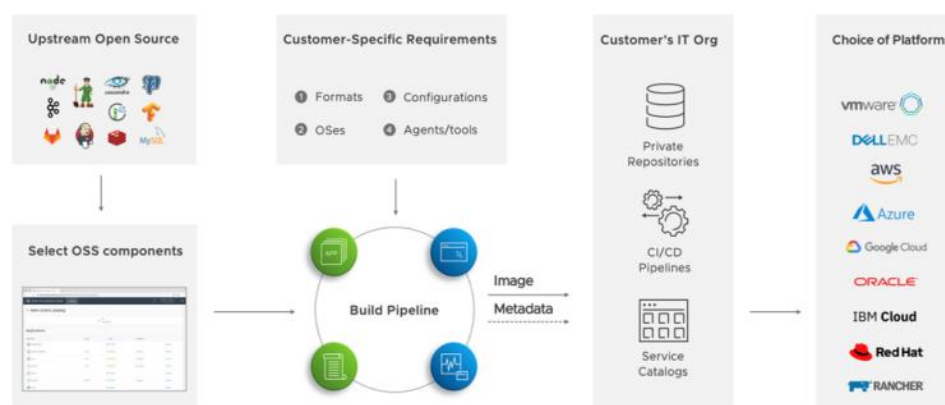 Upstream Open Source
node
cassandra
MySQL
Select OSS components
Customer-Specific Requirements
1 Formats
3 Configurations
2 OSes
4 Agents/tools
APP
Build Pipeline
Image
Metadata
Customer's IT Org
Private
Repositories
CI/CD
Pipelines
Service
Catalogs
Choice of Platform
vmware
DELLEMC
aws
Azure
Google Cloud
ORACLE
IBM Cloud
Red Hat
RANCHER